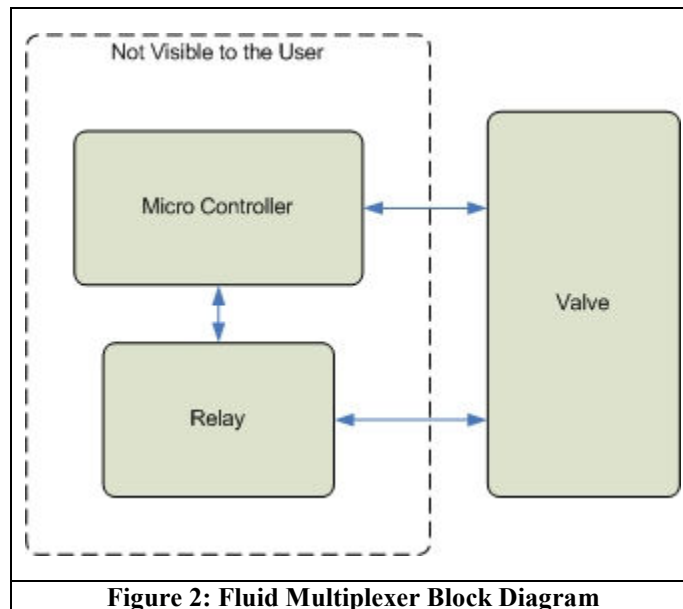 Not Visible to the User
Micro Controller
Valve
Relay
Figure 2: Fluid Multiplexer Block Diagram